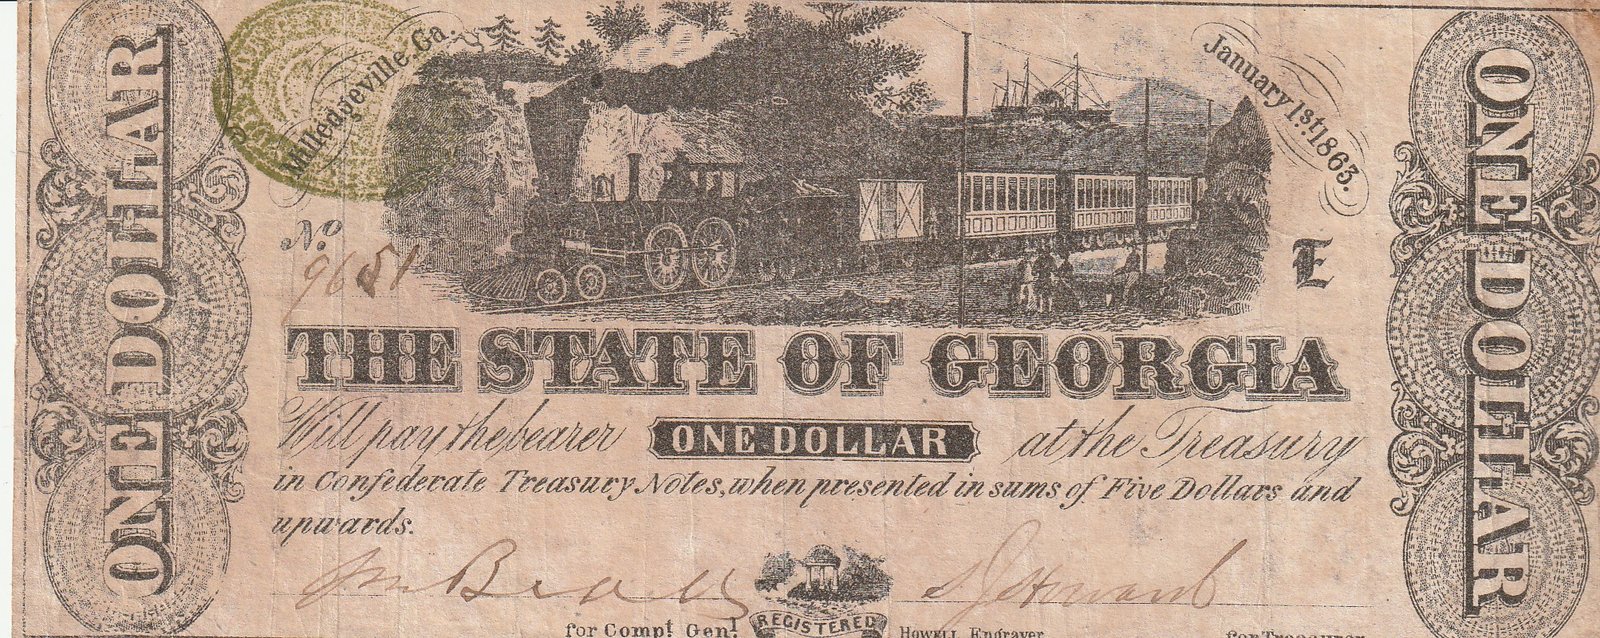 ONE DOLLAR
Milledgeville, Ga.
January 1st. 1863.
No.
9651
E
THE STATE OF GEORGIA
Will pay the bearer ONE DOLLAR at the Treasury
in Confederate Treasury Notes, when presented in sums of Five Dollars and
upwards.
for Compt. Genl.
REGISTERED
HOWELL Engraver
for Treasurer
ONE DOLLAR